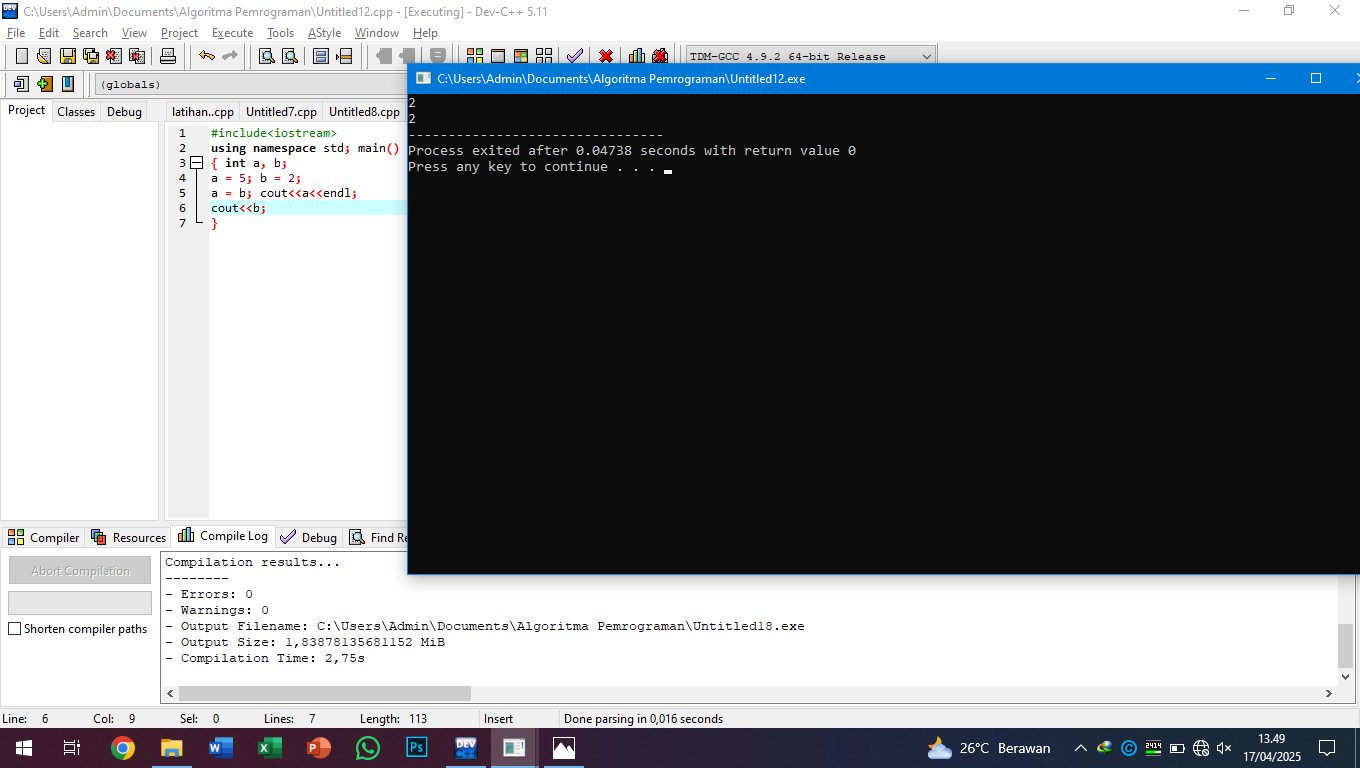 C:\Users\Admin\Documents\Algoritma Pemrograman\Untitled12.cpp - [Executing] - Dev-C++ 5.11
File Edit Search View Project Execute Tools AStyle Window Help
TDM-GCC 4.9.2 64-bit Release
(globals)
C:\Users\Admin\Documents\Algoritma Pemrograman\Untitled12.exe
2
2
--------------------------------
Process exited after 0.04738 seconds with return value 0
Press any key to continue . . .
Project Classes Debug
latihan..cpp Untitled7.cpp Untitled8.cpp
1 #include<iostream>
2 using namespace std; main()
3 { int a, b;
4 a = 5; b = 2;
5 a = b; cout<<a<<endl;
6 cout<<b;
7 }
Compiler Resources Compile Log Debug Find Re
Abort Compilation
Shorten compiler paths
Compilation results...
--------
- Errors: 0
- Warnings: 0
- Output Filename: C:\Users\Admin\Documents\Algoritma Pemrograman\Untitled18.exe
- Output Size: 1,83878135681152 MiB
- Compilation Time: 2,75s
Line: 6 Col: 9 Sel: 0 Lines: 7 Length: 113 Insert Done parsing in 0,016 seconds
26°C Berawan
13.49
17/04/2025